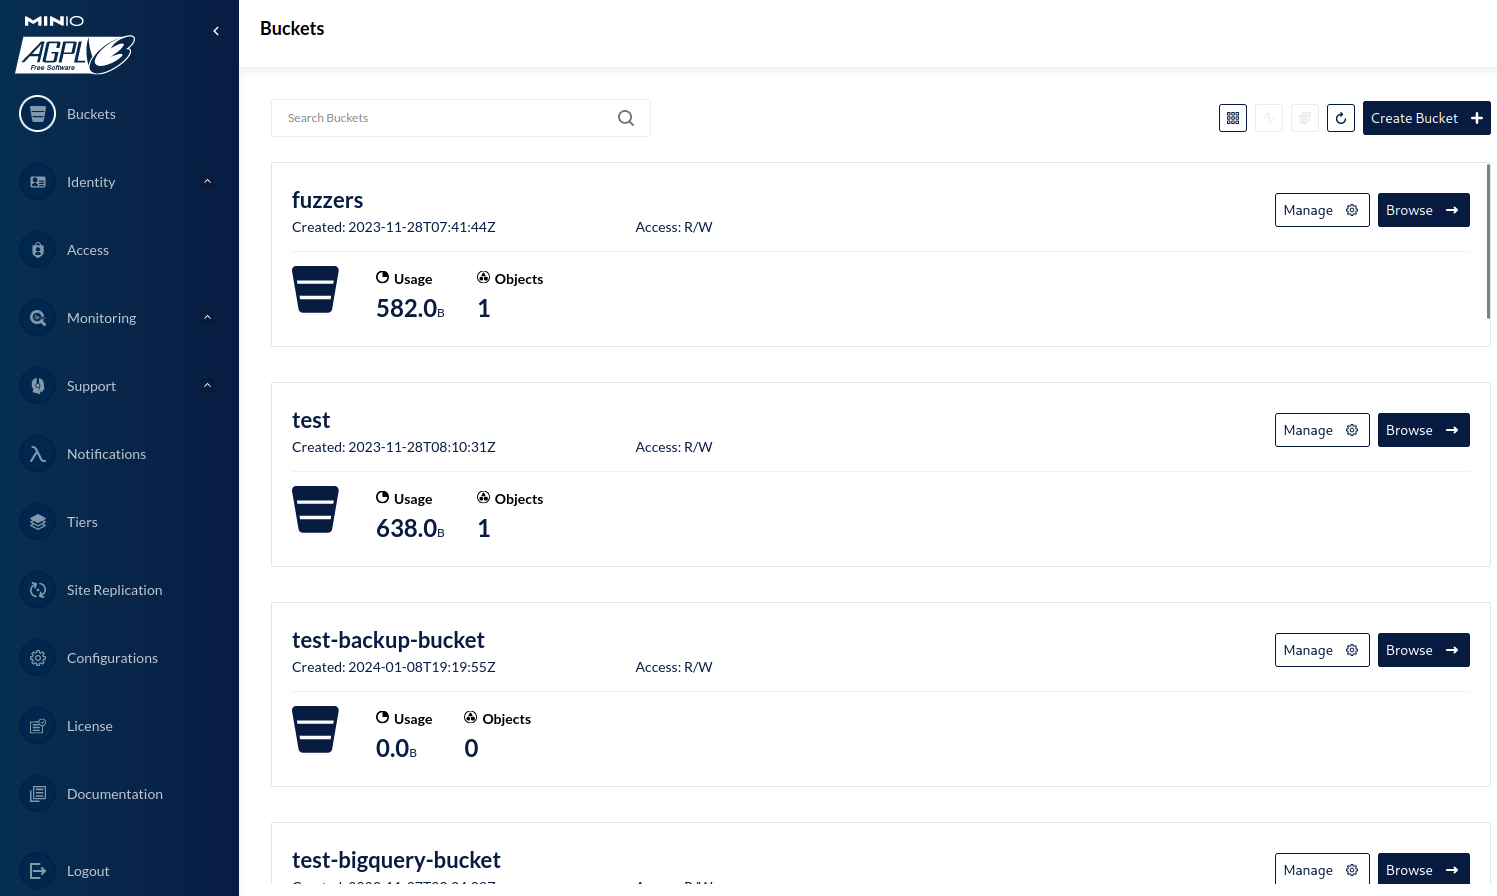 MINIO
AGPLv3
Free Software
Buckets
Identity
Access
Monitoring
Support
Notifications
Tiers
Site Replication
Configurations
License
Documentation
Logout
Buckets
Search Buckets
Create Bucket
fuzzers
Created: 2023-11-28T07:41:44Z Access: R/W
Manage Browse
Usage Objects
582.0B 1
test
Created: 2023-11-28T08:10:31Z Access: R/W
Manage Browse
Usage Objects
638.0B 1
test-backup-bucket
Created: 2024-01-08T19:19:55Z Access: R/W
Manage Browse
Usage Objects
0.0B 0
test-bigquery-bucket
Manage Browse